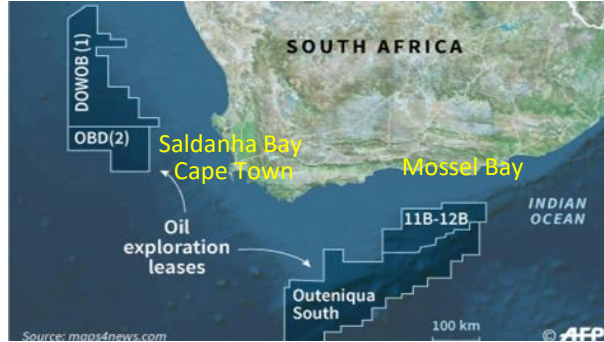 SOUTH AFRICA
DOWOB (1)
OBD(2)
Saldanha Bay
Cape Town
Mossel Bay
INDIAN
OCEAN
11B-12B
Oil
exploration
leases
Outeniqua
South
100 km
Source: maps4news.com
© AFP